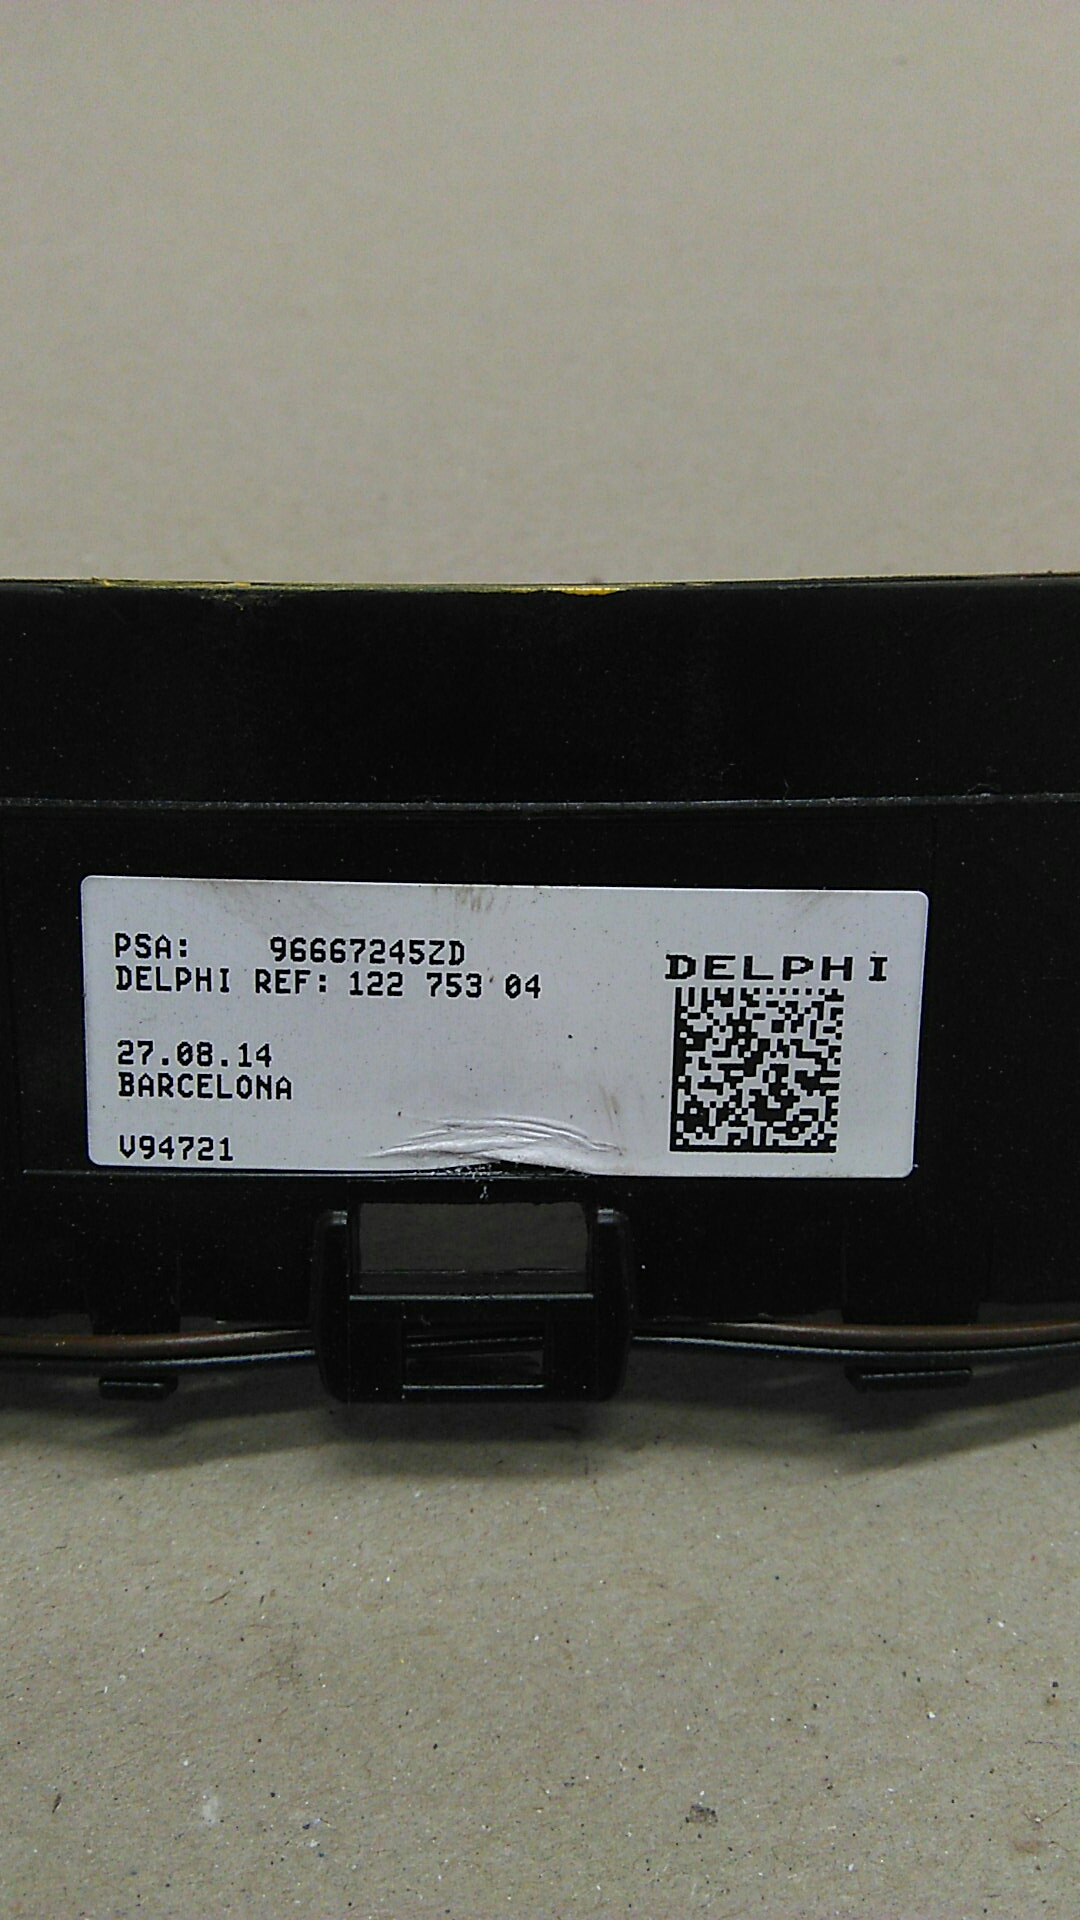 PSA: 96667245ZD
DELPHI REF: 122 753 04
DELPHI
27.08.14
BARCELONA
V94721